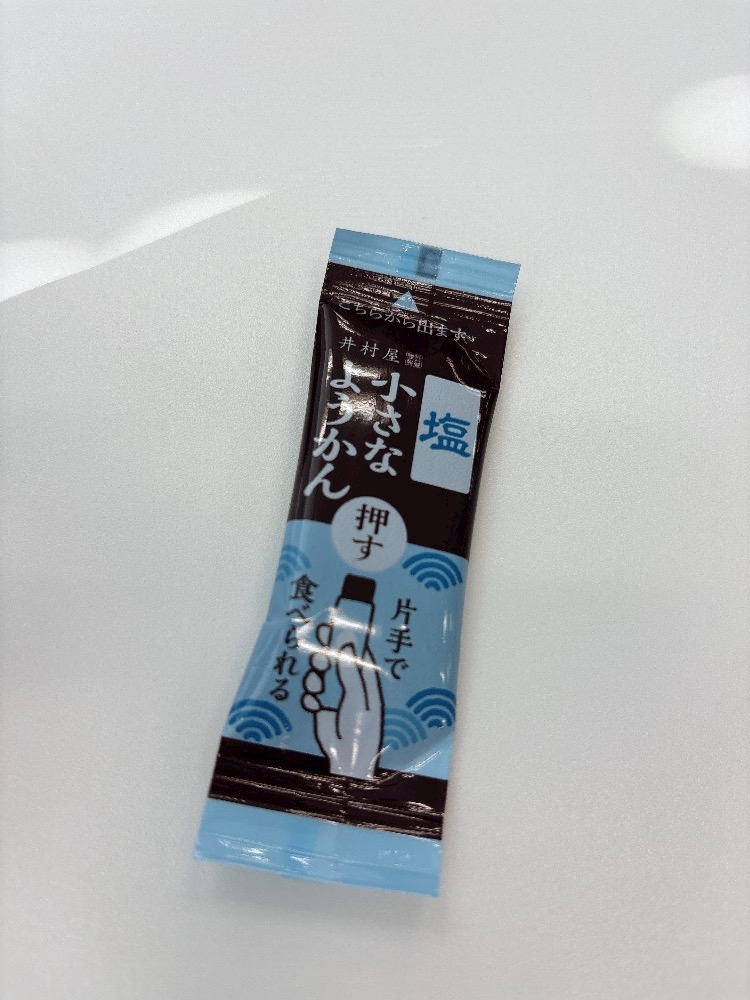 こちらから出ます
井村屋
塩
小さな
ようかん
押す
片手で
食べられる